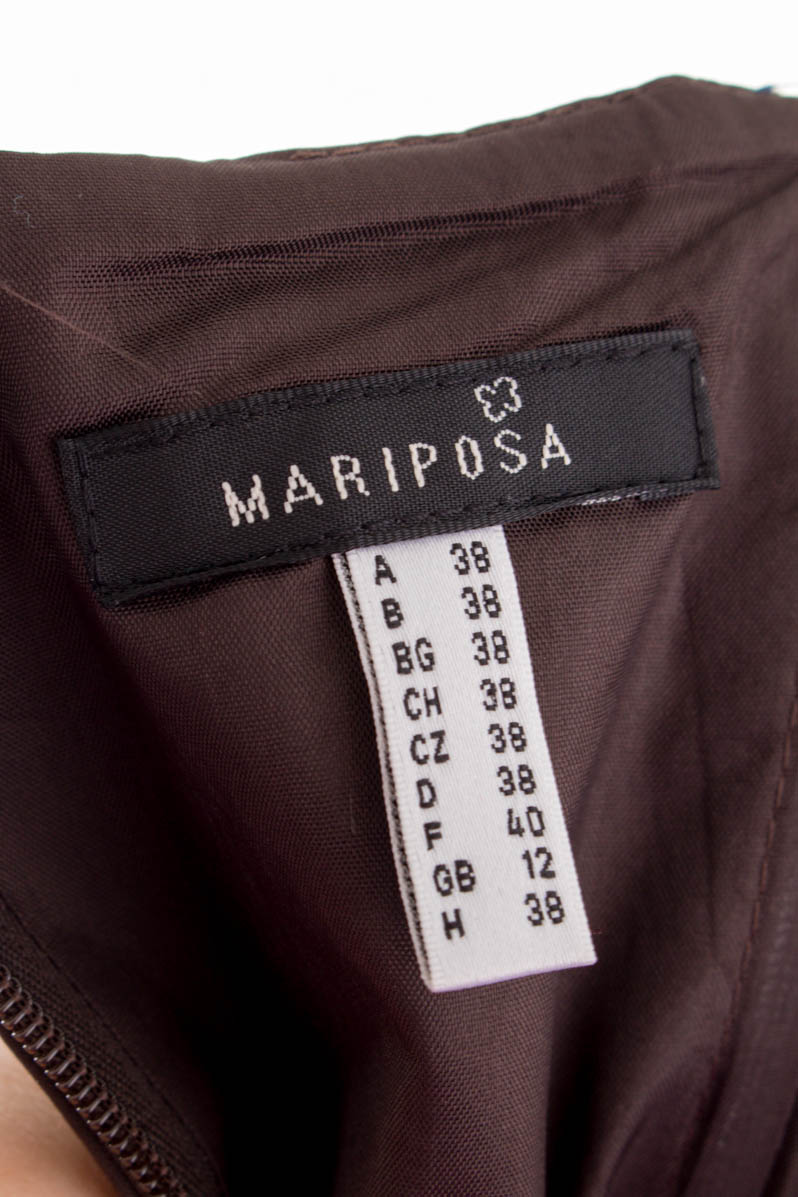 MARIPOSA
A 38
B 38
BG 38
CH 38
CZ 38
D 38
F 40
GB 12
H 38